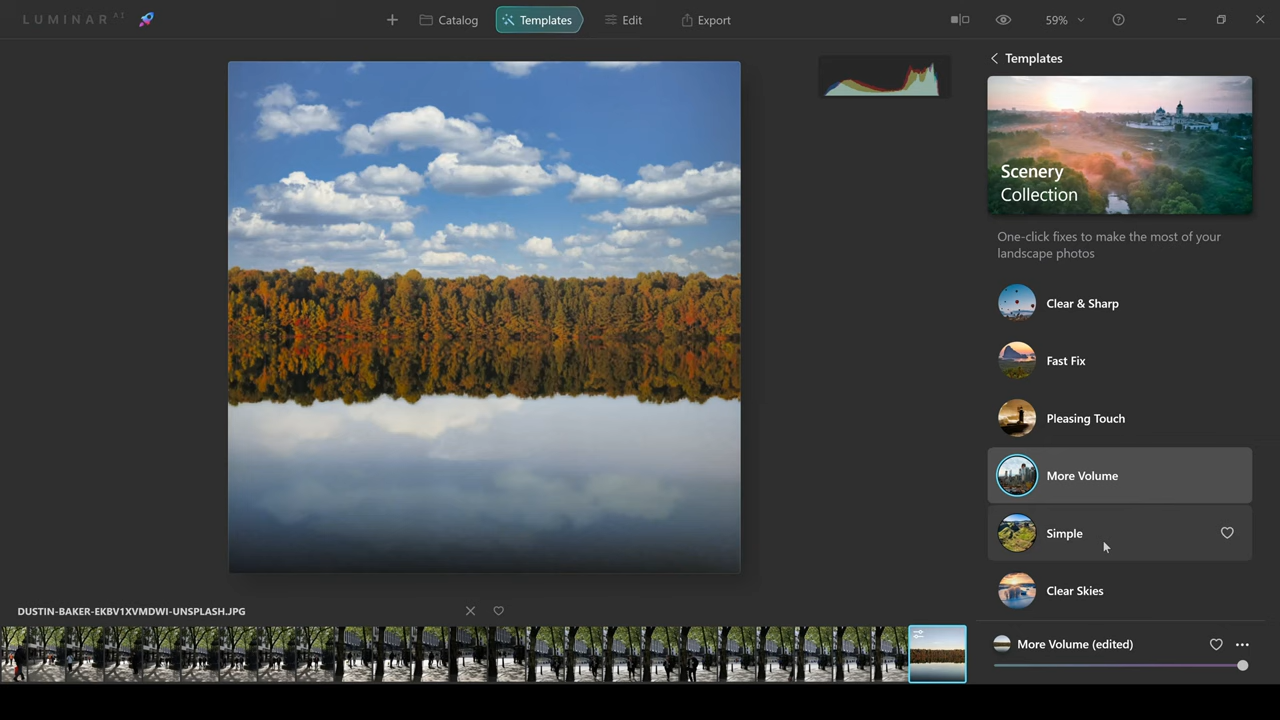 LUMINAR AI
Catalog
Templates
Edit
Export
59%
Templates
Scenery
Collection
One-click fixes to make the most of your
landscape photos
Clear & Sharp
Fast Fix
Pleasing Touch
More Volume
Simple
Clear Skies
DUSTIN-BAKER-EKBV1XVMDWI-UNSPLASH.JPG
More Volume (edited)